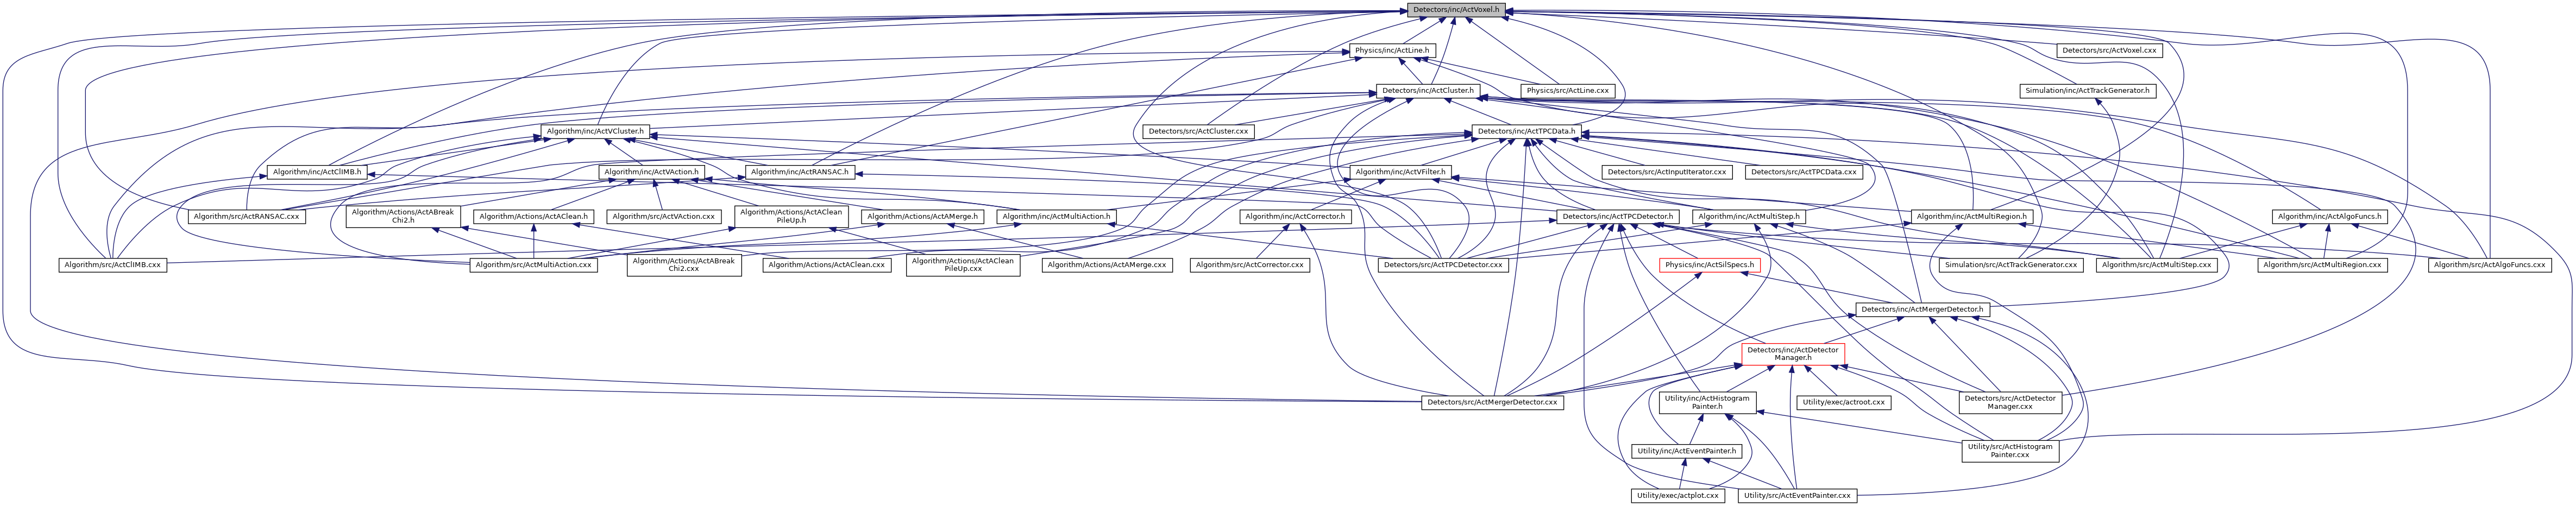 Detectors/inc/ActVoxel.h
Physics/inc/ActLine.h
Detectors/src/ActVoxel.cxx
Detectors/inc/ActCluster.h
Physics/src/ActLine.cxx
Simulation/inc/ActTrackGenerator.h
Algorithm/inc/ActVCluster.h
Detectors/src/ActCluster.cxx
Detectors/inc/ActTPCData.h
Algorithm/inc/ActClIMB.h
Algorithm/inc/ActVAction.h
Algorithm/inc/ActRANSAC.h
Algorithm/inc/ActVFilter.h
Detectors/src/ActInputIterator.cxx
Detectors/src/ActTPCData.cxx
Algorithm/src/ActRANSAC.cxx
Algorithm/Actions/ActABreak
Chi2.h
Algorithm/Actions/ActAClean.h
Algorithm/src/ActVAction.cxx
Algorithm/Actions/ActAClean
PileUp.h
Algorithm/Actions/ActAMerge.h
Algorithm/inc/ActMultiAction.h
Algorithm/inc/ActCorrector.h
Detectors/inc/ActTPCDetector.h
Algorithm/inc/ActMultiStep.h
Algorithm/inc/ActMultiRegion.h
Algorithm/inc/ActAlgoFuncs.h
Algorithm/src/ActClIMB.cxx
Algorithm/src/ActMultiAction.cxx
Algorithm/Actions/ActABreak
Chi2.cxx
Algorithm/Actions/ActAClean.cxx
Algorithm/Actions/ActAClean
PileUp.cxx
Algorithm/Actions/ActAMerge.cxx
Algorithm/src/ActCorrector.cxx
Detectors/src/ActTPCDetector.cxx
Physics/inc/ActSilSpecs.h
Simulation/src/ActTrackGenerator.cxx
Algorithm/src/ActMultiStep.cxx
Algorithm/src/ActMultiRegion.cxx
Algorithm/src/ActAlgoFuncs.cxx
Detectors/inc/ActMergerDetector.h
Detectors/inc/ActDetector
Manager.h
Detectors/src/ActMergerDetector.cxx
Utility/inc/ActHistogram
Painter.h
Utility/exec/actroot.cxx
Detectors/src/ActDetector
Manager.cxx
Utility/inc/ActEventPainter.h
Utility/src/ActHistogram
Painter.cxx
Utility/exec/actplot.cxx
Utility/src/ActEventPainter.cxx